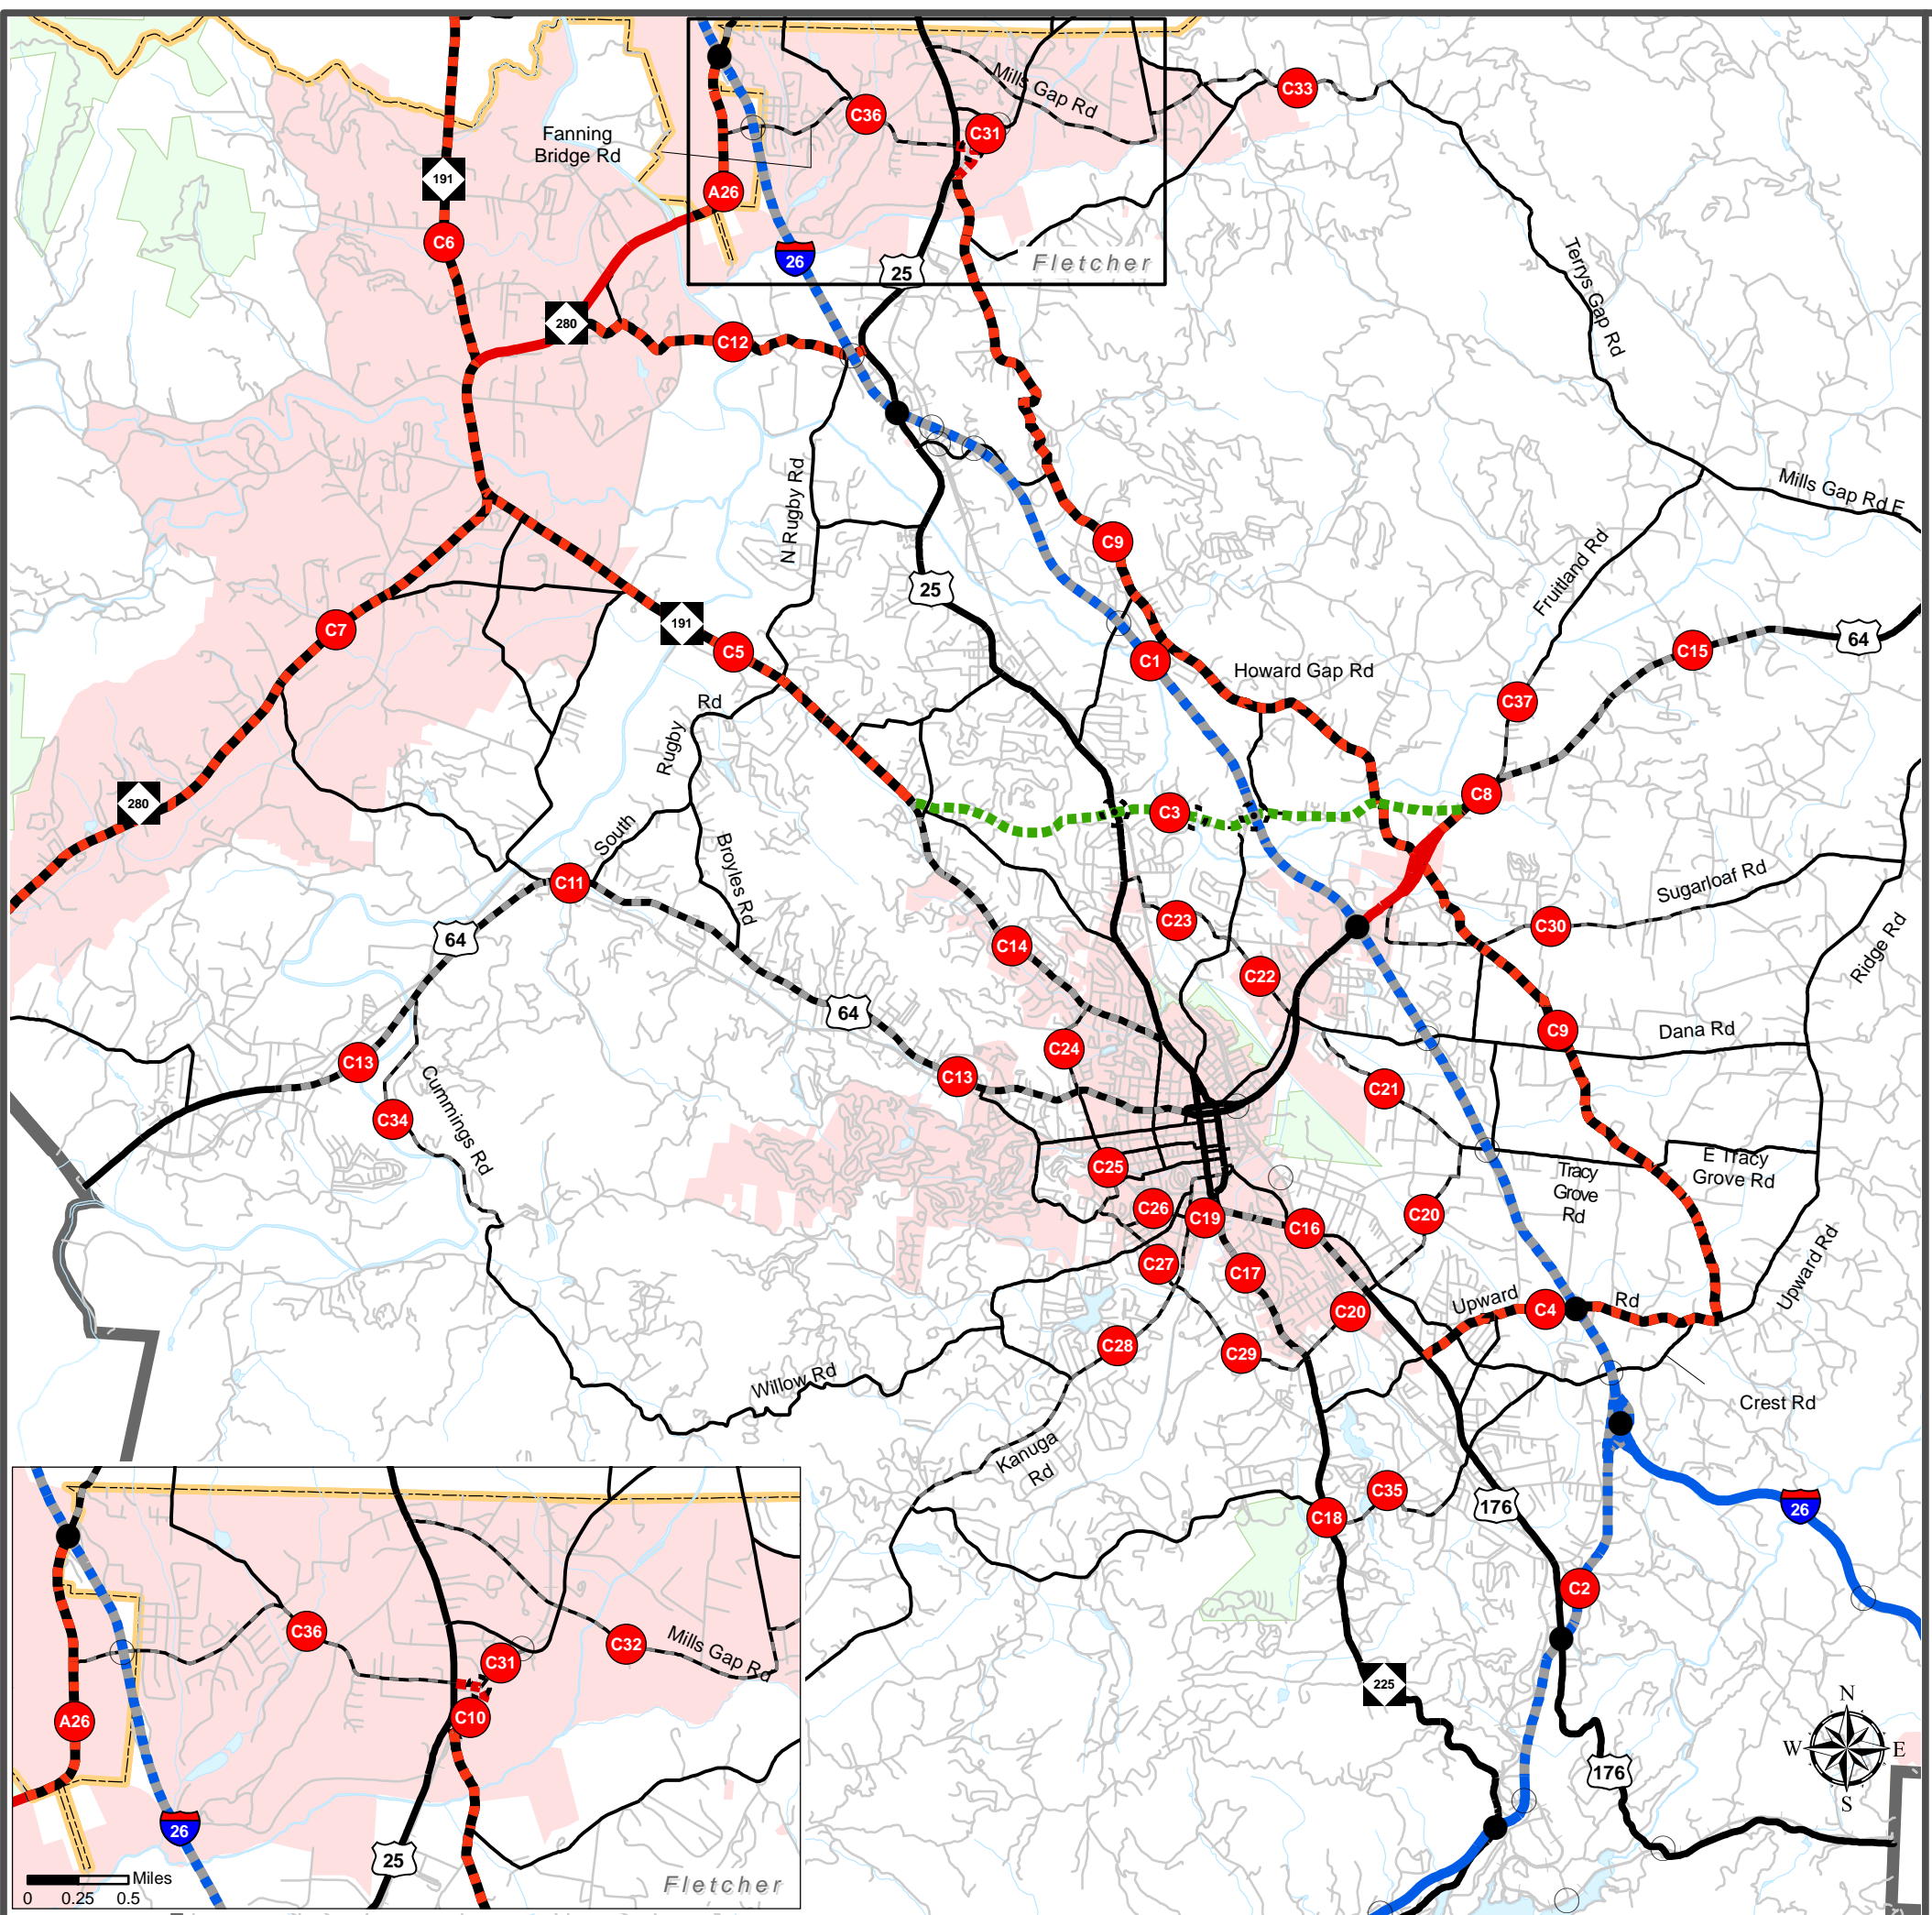 Mills Gap Rd
C33
C36
C31
Fanning
Bridge Rd
191
A26
C6
26
25
Fletcher
Terrys Gap Rd
280
C12
N Rugby Rd
Mills Gap Rd E
C9
Fruitland Rd
25
C7
191
C5
C1
Howard Gap Rd
C15
64
C37
Rugby
Rd
280
C8
C3
South
Broyles Rd
C11
Sugarloaf Rd
C23
C30
64
C14
Ridge Rd
C22
64
Dana Rd
C9
C24
C13
C13
C21
C34
Cummings Rd
C25
E Tracy
Grove Rd
Tracy
Grove
Rd
C26
C19
C16
C20
C27
C17
Upward Rd
Upward
Rd
C4
C20
C28
C29
Willow Rd
Crest Rd
Kanuga
Rd
C35
C18
176
26
C2
225
176
N
W
E
S
C36
C32
Mills Gap Rd
C31
C10
A26
26
25
Miles
0
0.25
0.5
Fletcher